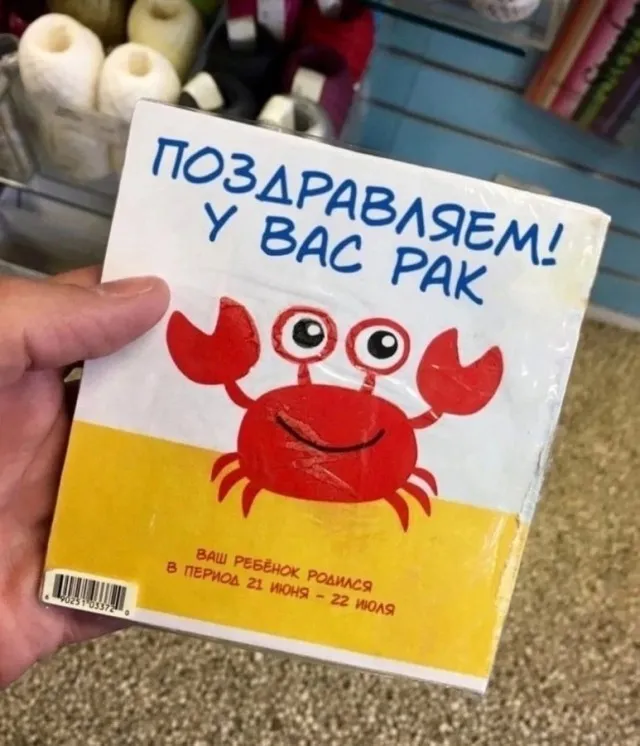 ПОЗДРАВЛЯЕМ!
У ВАС РАК
ВАШ РЕБЁНОК РОДИЛСЯ
В ПЕРИОД 21 ИЮНЯ – 22 ИЮЛЯ